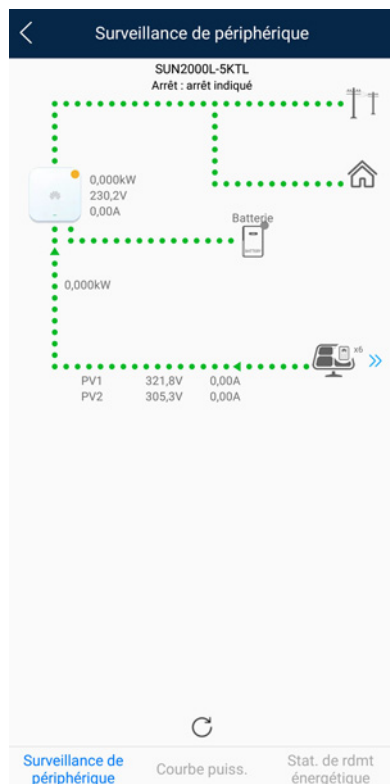 Surveillance de périphérique
SUN2000L-5KTL
Arrêt : arrêt indiqué
0,000kW
230,2V
0,00A
Batterie
BATTERY
0,000kW
x6
PV1 321,8V 0,00A
PV2 305,3V 0,00A
Surveillance de
périphérique
Courbe puiss.
Stat. de rdmt
énergétique